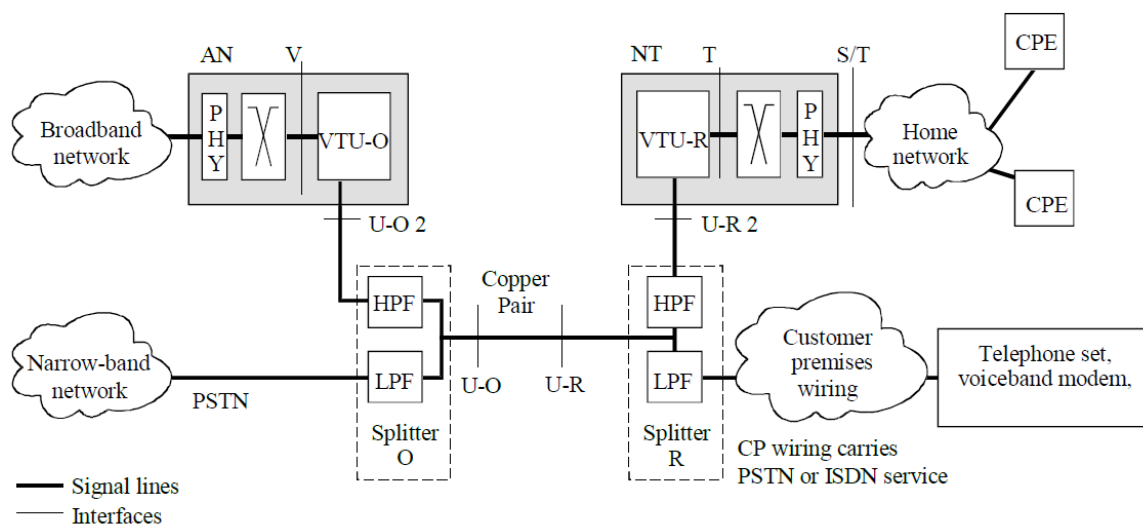 AN
V
NT
T
S/T
CPE
Broadband
network
P
H
Y
VTU-O
VTU-R
P
H
Y
Home
network
CPE
U-O 2
U-R 2
Copper
Pair
HPF
HPF
Narrow-band
network
PSTN
LPF
U-O
U-R
LPF
Customer
premises
wiring
Telephone set,
voiceband modem,
Splitter
O
Splitter
R
CP wiring carries
PSTN or ISDN service
Signal lines
Interfaces